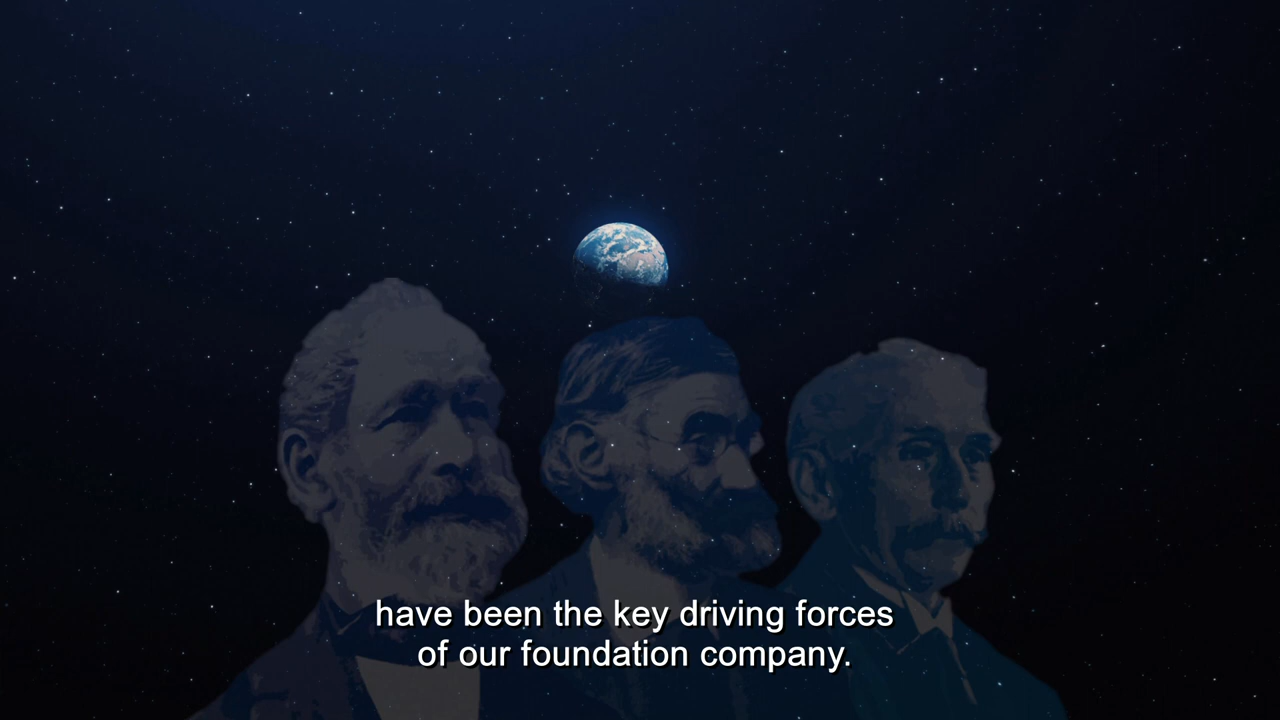 have been the key driving forces
of our foundation company.